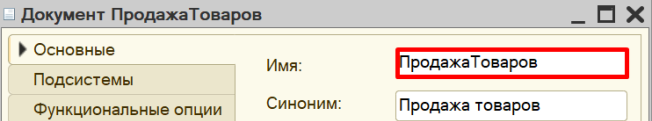 Документ ПродажаТоваров
Основные
Имя: ПродажаТоваров
Подсистемы
Синоним: Продажа товаров
Функциональные опции